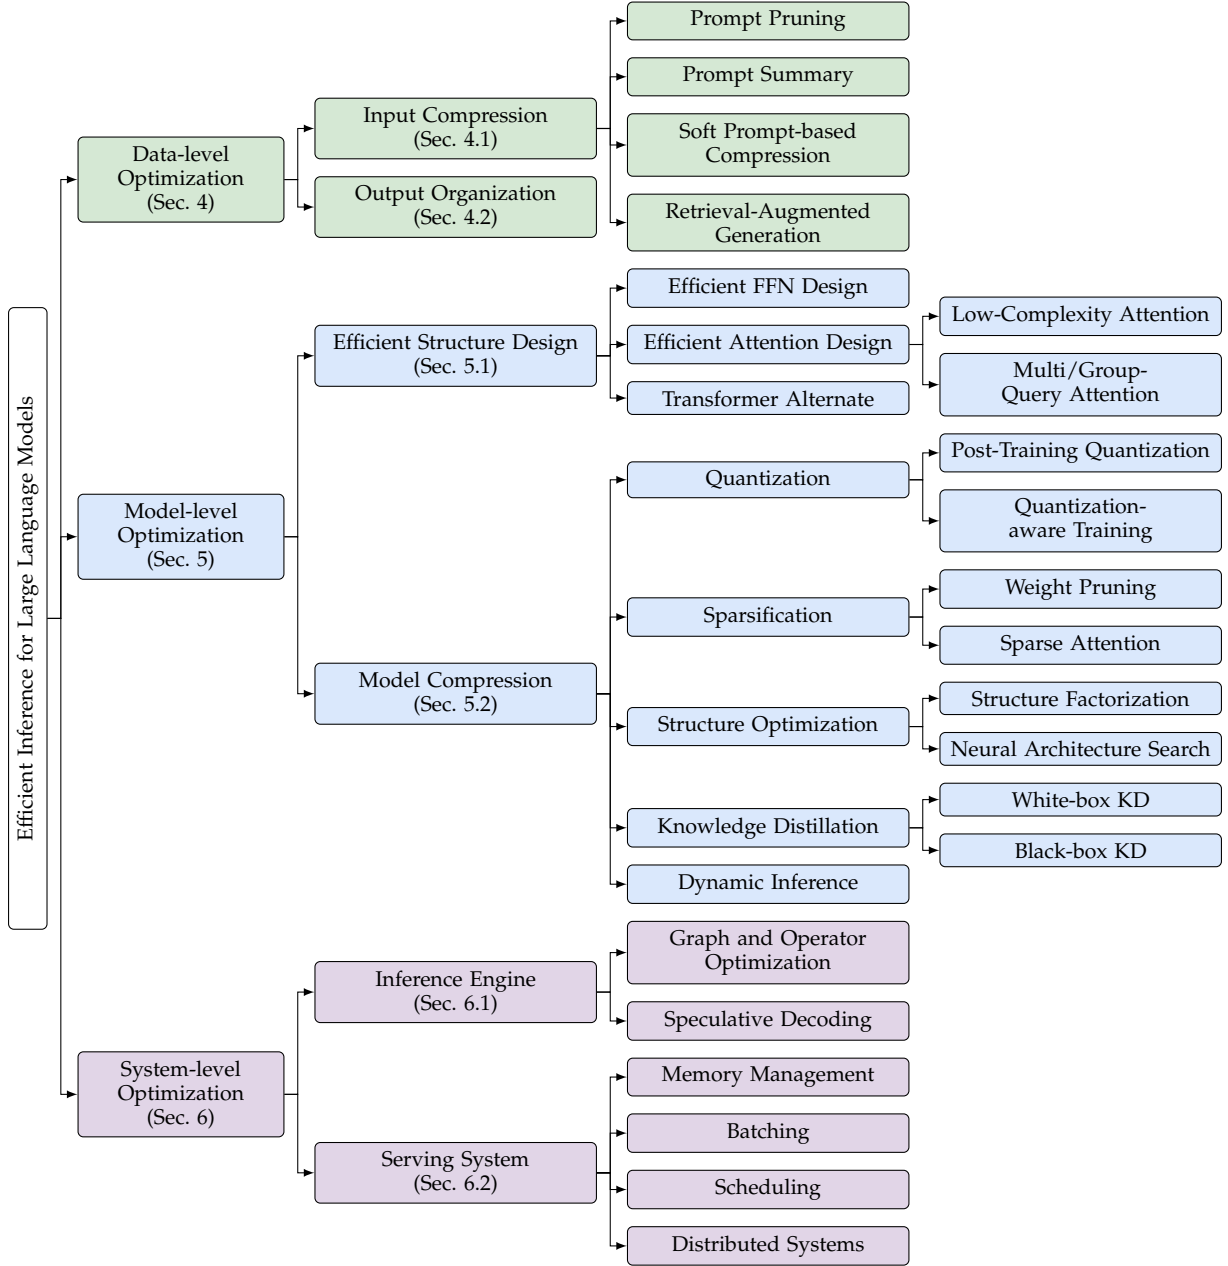 Efficient Inference for Large Language Models
Data-level
Optimization
(Sec. 4)
Input Compression
(Sec. 4.1)
Prompt Pruning
Prompt Summary
Soft Prompt-based
Compression
Retrieval-Augmented
Generation
Output Organization
(Sec. 4.2)
Model-level
Optimization
(Sec. 5)
Efficient Structure Design
(Sec. 5.1)
Efficient FFN Design
Efficient Attention Design
Low-Complexity Attention
Multi/Group-
Query Attention
Transformer Alternate
Model Compression
(Sec. 5.2)
Quantization
Post-Training Quantization
Quantization-
aware Training
Sparsification
Weight Pruning
Sparse Attention
Structure Optimization
Structure Factorization
Neural Architecture Search
Knowledge Distillation
White-box KD
Black-box KD
Dynamic Inference
System-level
Optimization
(Sec. 6)
Inference Engine
(Sec. 6.1)
Graph and Operator
Optimization
Speculative Decoding
Serving System
(Sec. 6.2)
Memory Management
Batching
Scheduling
Distributed Systems